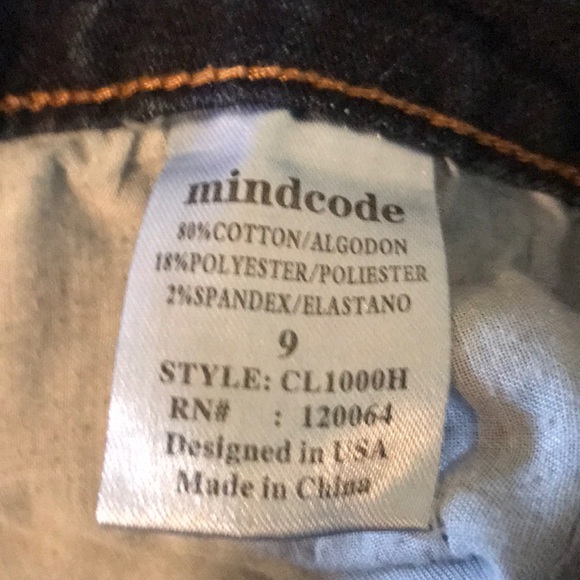 mindcode
80%COTTON/ALGODON
18%POLYESTER/POLIESTER
2%SPANDEX/ELASTANO
9
STYLE: CL1000H
RN# : 120064
Designed in USA
Made in China